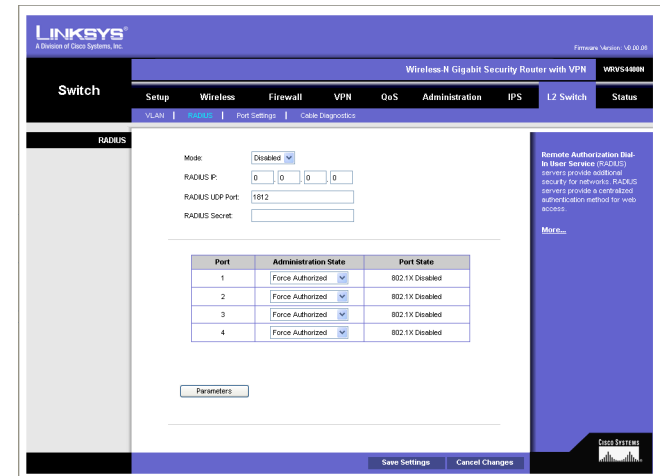 LINKSYS®
A Division of Cisco Systems, Inc.
Firmware Version: V0.00.08
Wireless-N Gigabit Security Router with VPN WRVS4400N
Switch
Setup Wireless Firewall VPN QoS Administration IPS L2 Switch Status
VLAN | RADIUS | Port Settings | Cable Diagnostics
RADIUS
Mode: Disabled
RADIUS IP: 0 . 0 . 0 . 0
RADIUS UDP Port: 1812
RADIUS Secret:
Remote Authorization Dial-
In User Service (RADIUS)
servers provide additional
security for networks. RADIUS
servers provide a centralized
authentication method for web
access.
More...
Port Administration State Port State
1 Force Authorized 802.1X Disabled
2 Force Authorized 802.1X Disabled
3 Force Authorized 802.1X Disabled
4 Force Authorized 802.1X Disabled
Parameters
Save Settings Cancel Changes
CISCO SYSTEMS